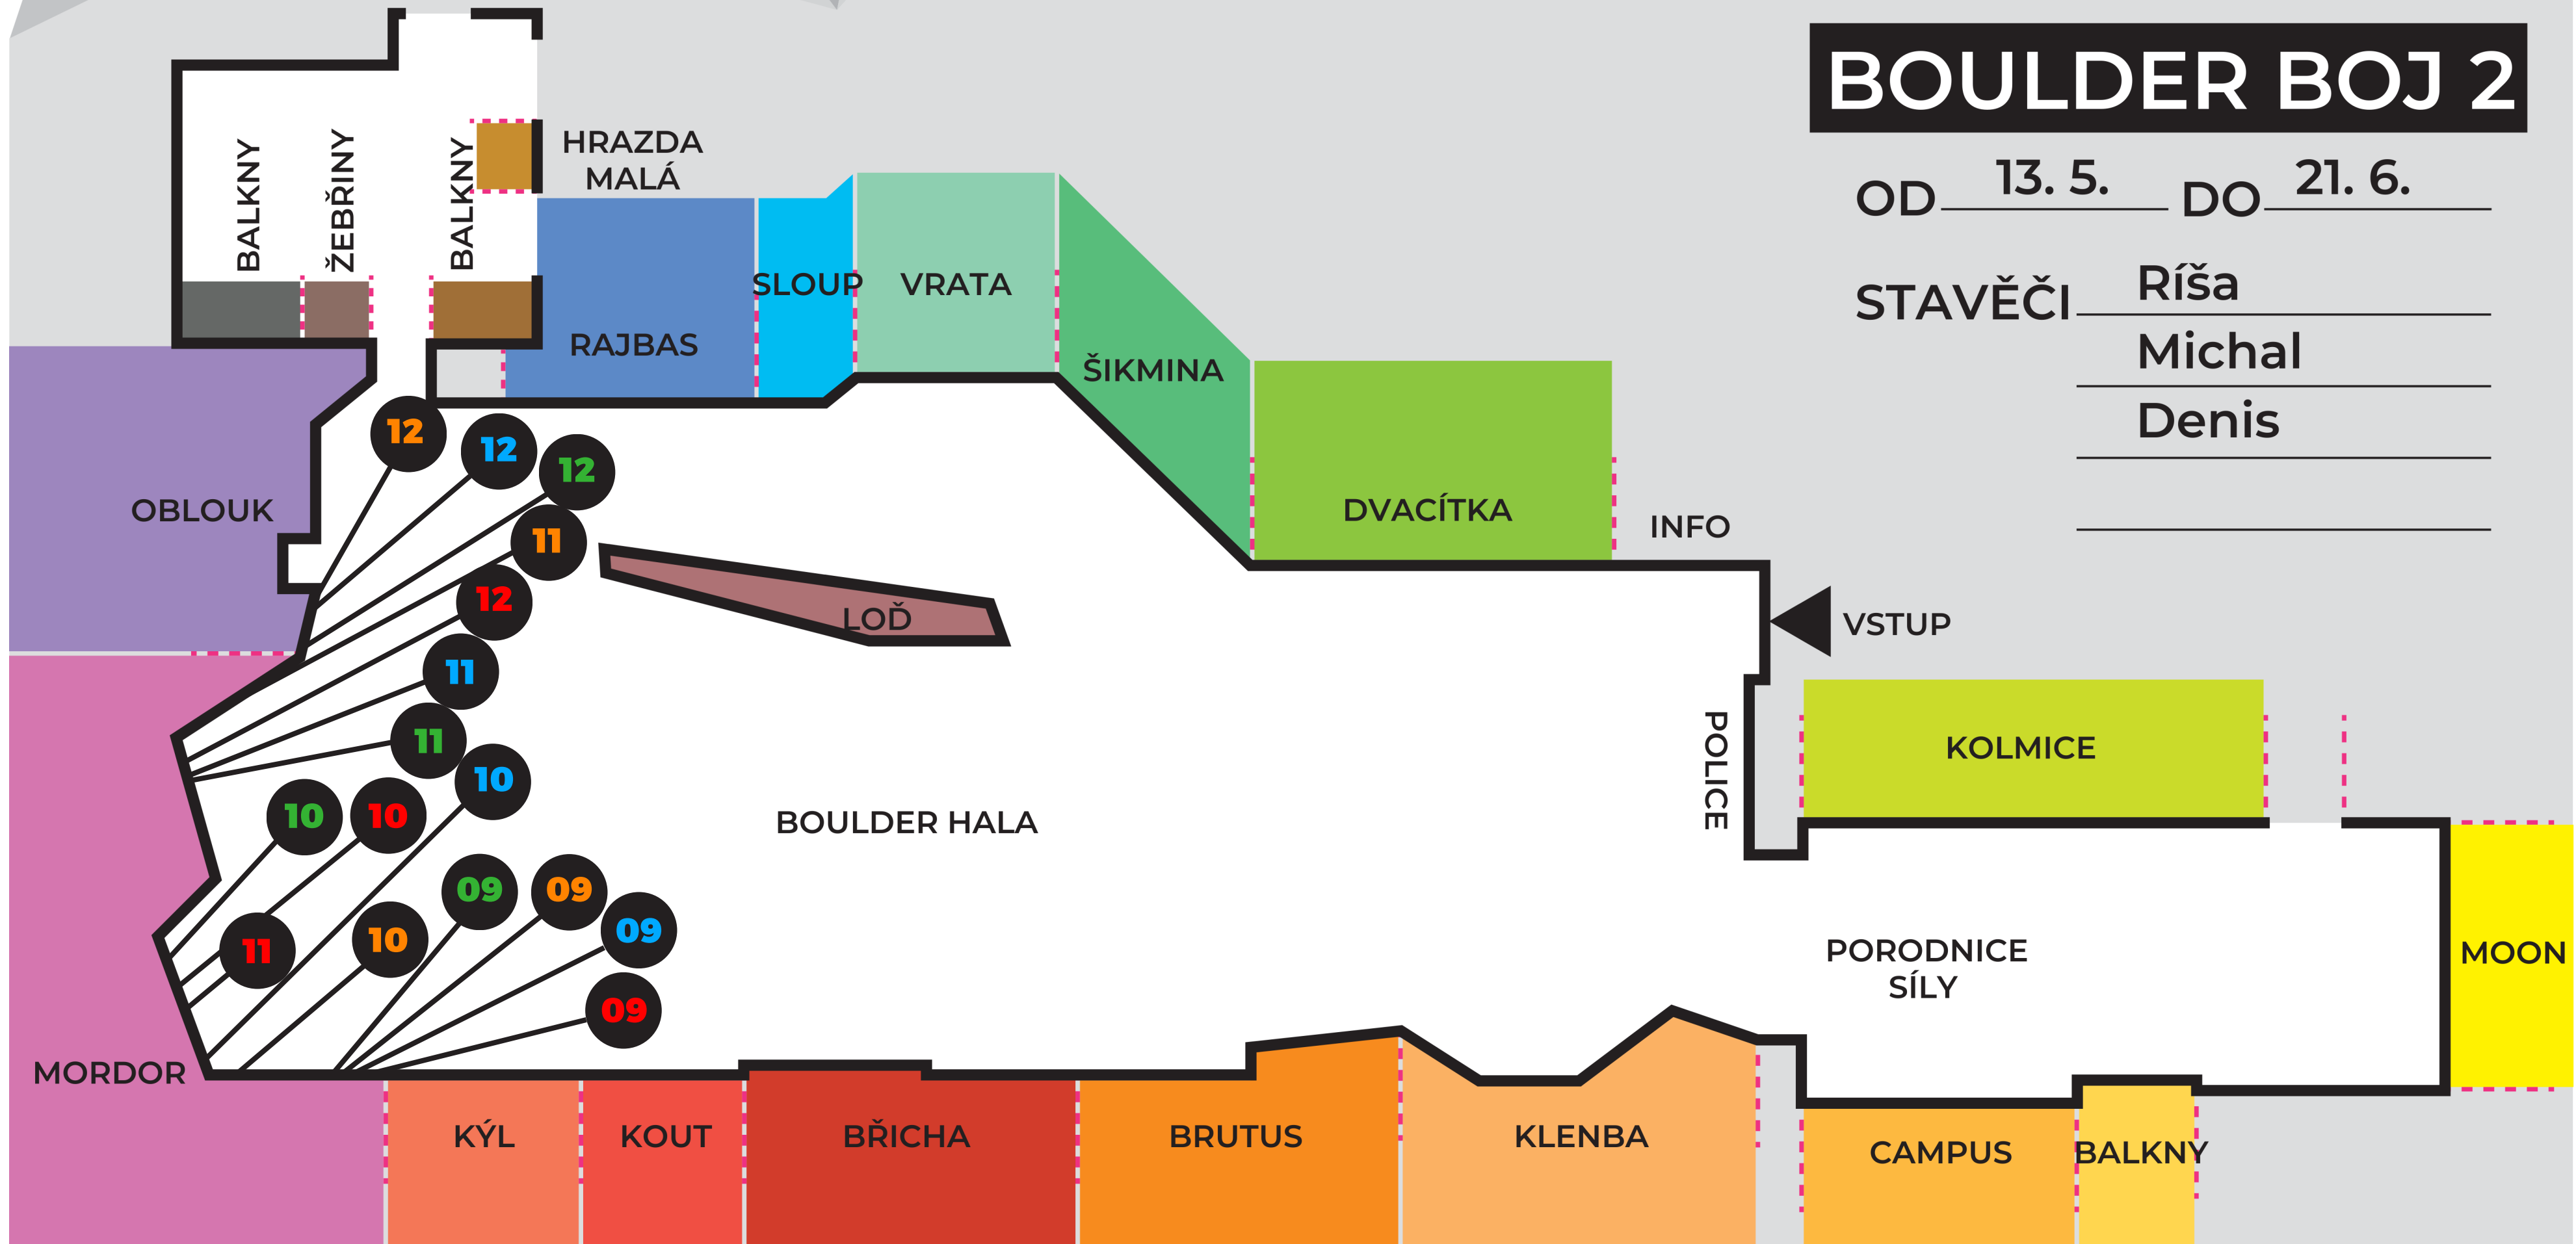 BOULDER BOJ 2
OD 13. 5. DO 21. 6.
STAVĚČI Ríša
Michal
Denis
BALKNY
ŽEBŘINY
BALKNY
HRAZDA
MALÁ
RAJBAS
SLOUP
VRATA
ŠIKMINA
DVACÍTKA
INFO
VSTUP
OBLOUK
12
12
12
11
12
11
11
10
10
10
09
09
09
11
10
09
LOĎ
BOULDER HALA
POLICE
KOLMICE
PORODNICE
SÍLY
MOON
MORDOR
KÝL
KOUT
BŘICHA
BRUTUS
KLENBA
CAMPUS
BALKNY